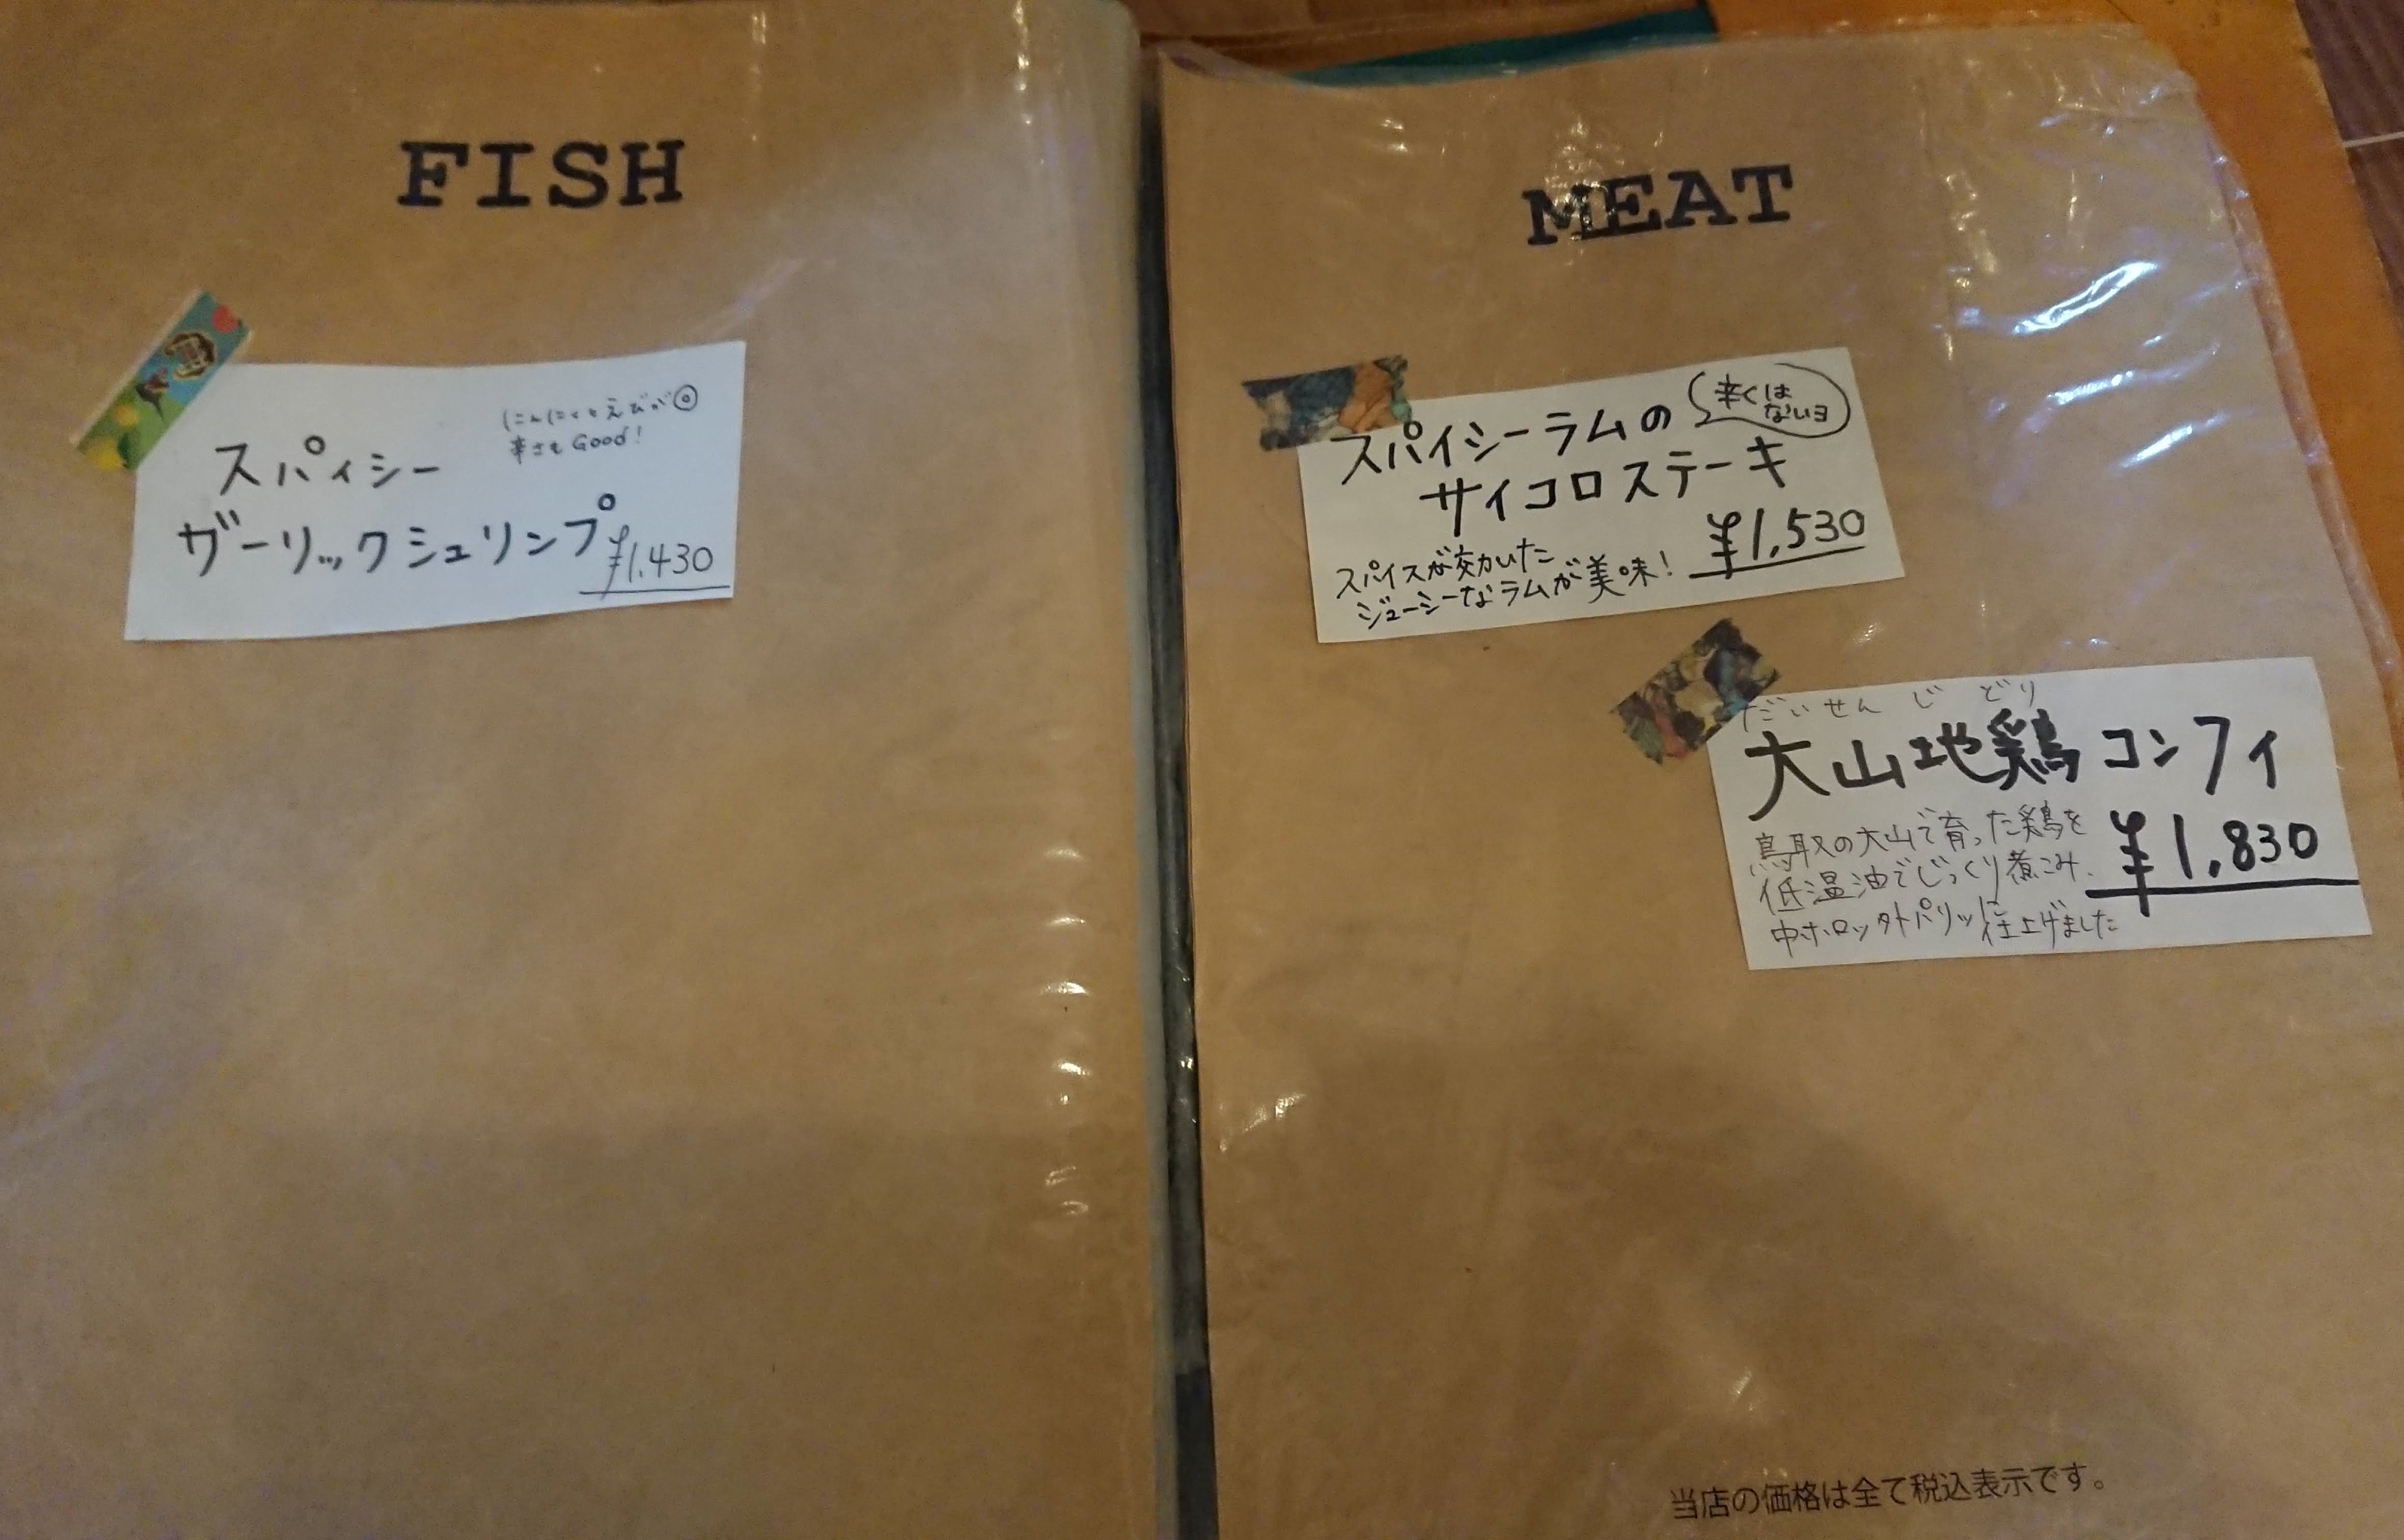 FISH
にんにくとえびが◎
辛さもGood!
スパイシー
ガーリックシュリンプ
¥1,430
MEAT
辛くは
ないヨ
スパイシーラムの
サイコロステーキ
¥1,530
スパイスが効いた
ジューシーなラムが美味!
だいせんじどり
大山地鶏コンフィ
鳥取の大山で育った鶏を
低温油でじっくり煮こみ、
中ホロッ外パリッに仕上げました
¥1,830
当店の価格は全て税込表示です。